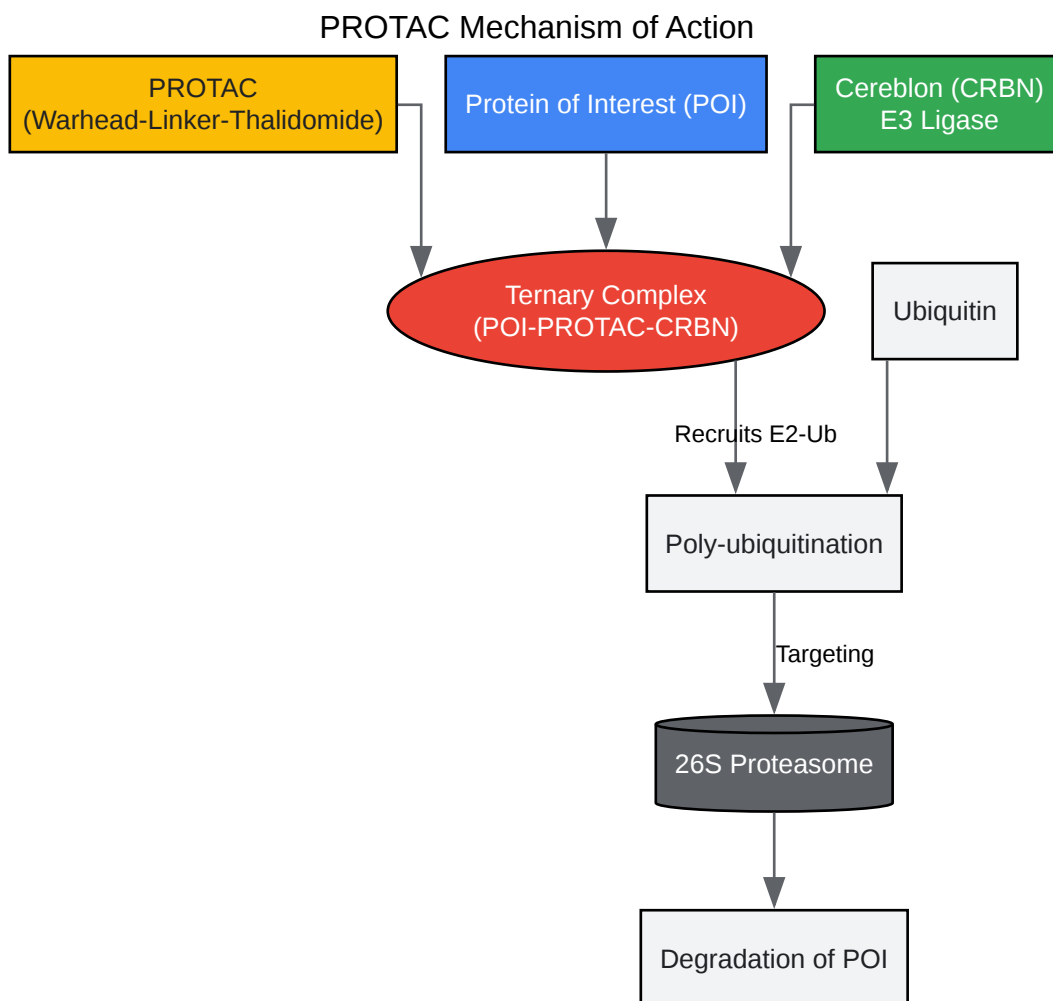 PROTAC Mechanism of Action
PROTAC
(Warhead-Linker-Thalidomide)
Protein of Interest (POI)
Cereblon (CRBN)
E3 Ligase
Ternary Complex
(POI-PROTAC-CRBN)
Ubiquitin
Recruits E2-Ub
Poly-ubiquitination
Targeting
26S Proteasome
Degradation of POI